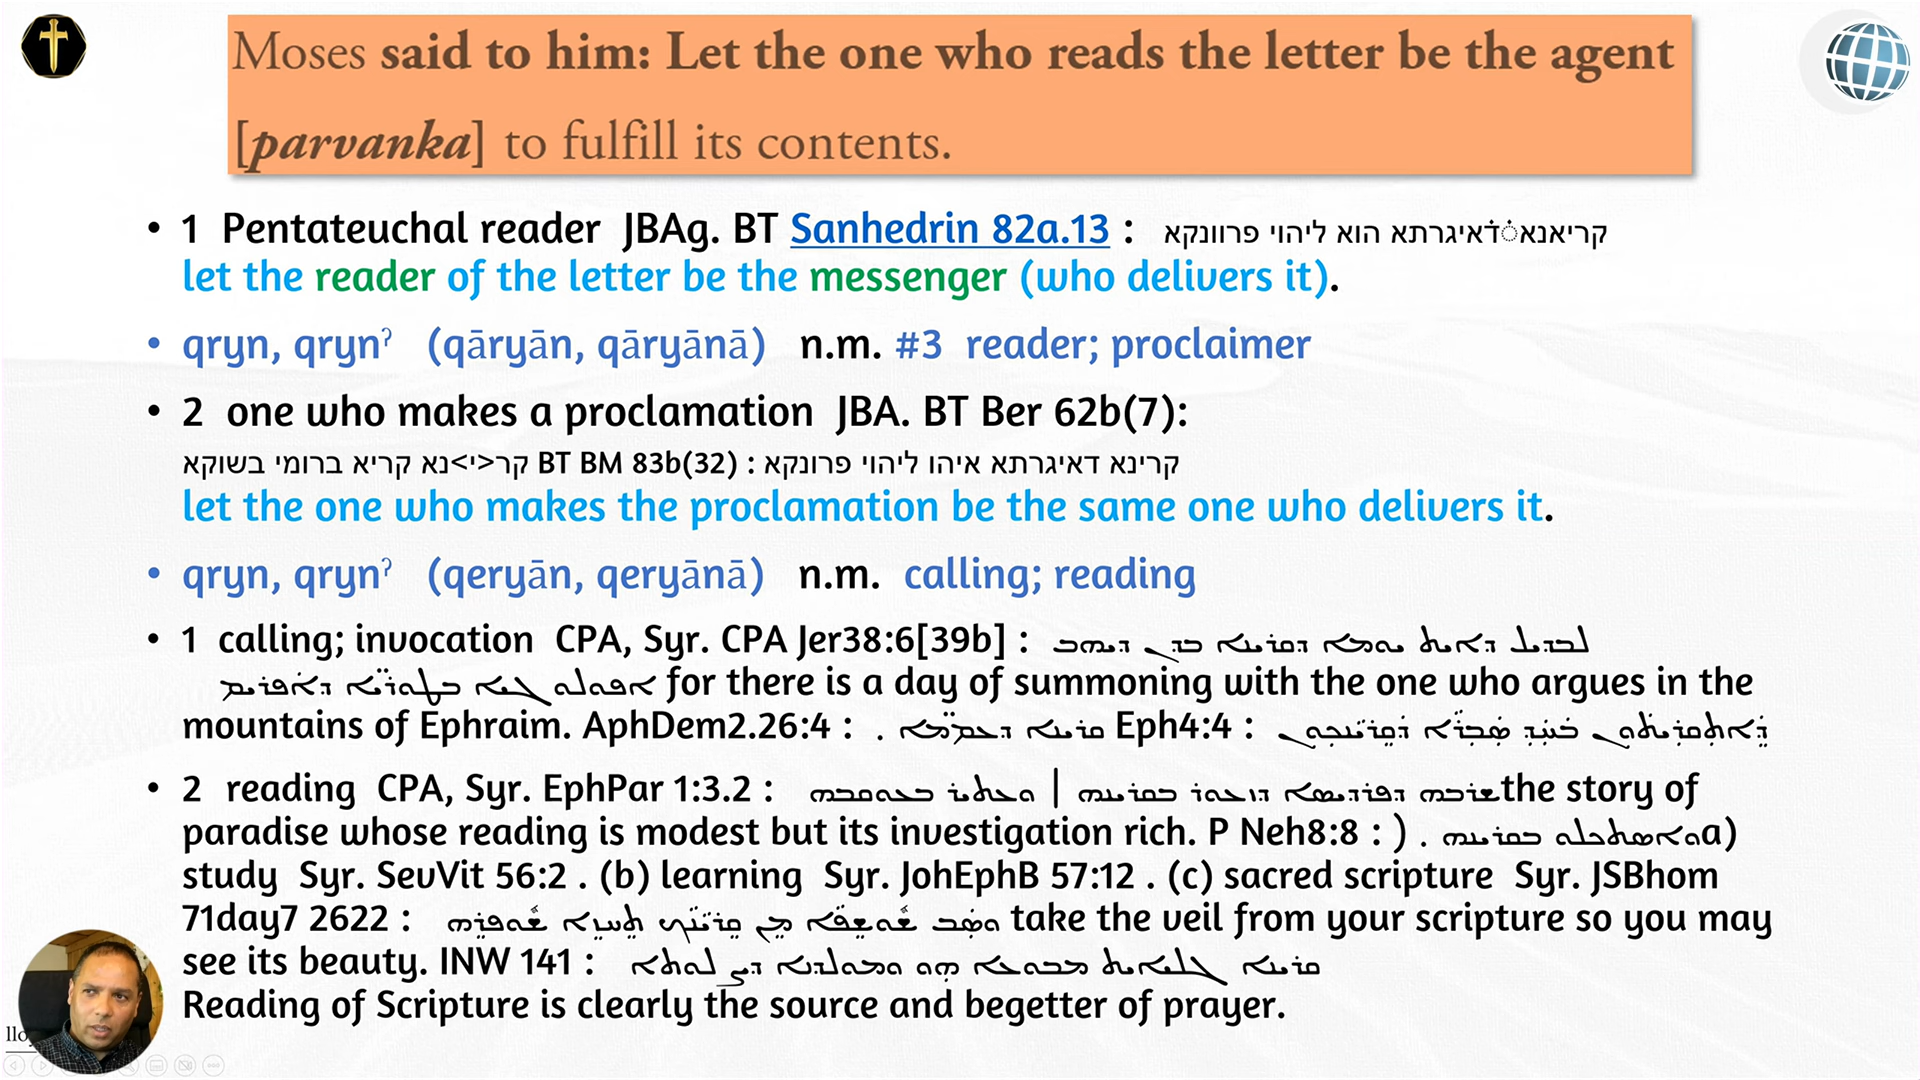 Moses said to him: Let the one who reads the letter be the agent
[parvanka] to fulfill its contents.
• 1 Pentateuchal reader JBAg. BT Sanhedrin 82a.13 : קריאנא דאיגרתא הוא ליהוי פרוונקא
let the reader of the letter be the messenger (who delivers it).
• qryn, qrynˀ (qāryān, qāryānā) n.m. #3 reader; proclaimer
• 2 one who makes a proclamation JBA. BT Ber 62b(7):
קר<י>נא קריא ברומי בשוקא BT BM 83b(32) : קרינא דאיגרתא איהו ליהוי פרונקא
let the one who makes the proclamation be the same one who delivers it.
• qryn, qrynˀ (qeryān, qeryānā) n.m. calling; reading
• 1 calling; invocation CPA, Syr. CPA Jer38:6[39b] :
for there is a day of summoning with the one who argues in the
mountains of Ephraim. AphDem2.26:4 : . Eph4:4 :
• 2 reading CPA, Syr. EphPar 1:3.2 : | the story of
paradise whose reading is modest but its investigation rich. P Neh8:8 : ) . a)
study Syr. SevVit 56:2 . (b) learning Syr. JohEphB 57:12 . (c) sacred scripture Syr. JSBhom
71day7 2622 : take the veil from your scripture so you may
see its beauty. INW 141 :
Reading of Scripture is clearly the source and begetter of prayer.